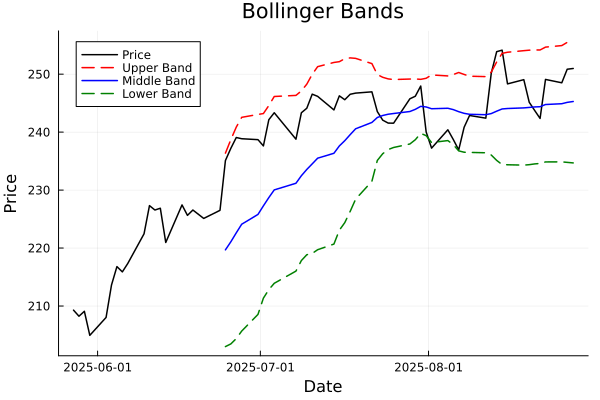 Bollinger Bands
Price
Upper Band
Middle Band
Lower Band
250
240
230
220
210
Price
2025-06-01
2025-07-01
2025-08-01
Date